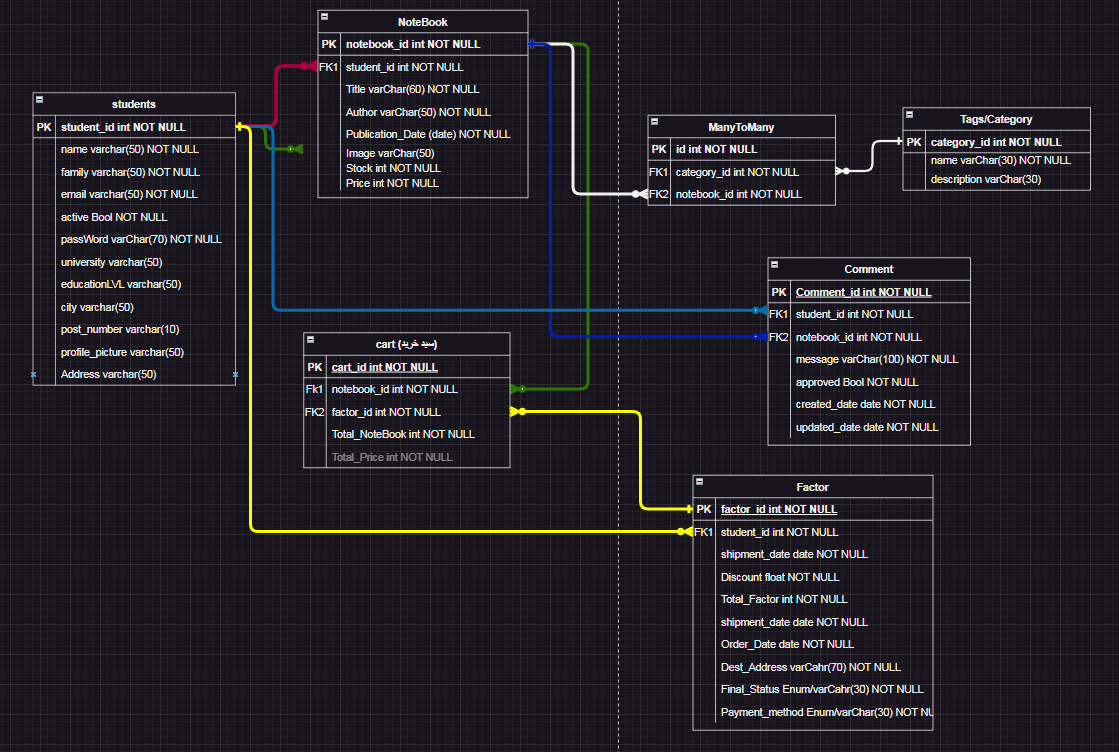 NoteBook
PK notebook_id int NOT NULL
FK1 student_id int NOT NULL
Title varChar(60) NOT NULL
Author varChar(50) NOT NULL
Publication_Date (date) NOT NULL
Image varChar(50)
Stock int NOT NULL
Price int NOT NULL
students
PK student_id int NOT NULL
name varchar(50) NOT NULL
family varchar(50) NOT NULL
email varchar(50) NOT NULL
active Bool NOT NULL
passWord varChar(70) NOT NULL
university varchar(50)
educationLVL varchar(50)
city varchar(50)
post_number varchar(10)
profile_picture varchar(50)
Address varchar(50)
ManyToMany
PK id int NOT NULL
FK1 category_id int NOT NULL
FK2 notebook_id int NOT NULL
Tags/Category
PK category_id int NOT NULL
name varChar(30) NOT NULL
description varChar(30)
Comment
PK Comment_id int NOT NULL
FK1 student_id int NOT NULL
FK2 notebook_id int NOT NULL
message varChar(100) NOT NULL
approved Bool NOT NULL
created_date date NOT NULL
updated_date date NOT NULL
cart (سبد خرید)
PK cart_id int NOT NULL
Fk1 notebook_id int NOT NULL
FK2 factor_id int NOT NULL
Total_NoteBook int NOT NULL
Total_Price int NOT NULL
Factor
PK factor_id int NOT NULL
FK1 student_id int NOT NULL
shipment_date date NOT NULL
Discount float NOT NULL
Total_Factor int NOT NULL
shipment_date date NOT NULL
Order_Date date NOT NULL
Dest_Address varCahr(70) NOT NULL
Final_Status Enum/varCahr(30) NOT NULL
Payment_method Enum/varChar(30) NOT NU